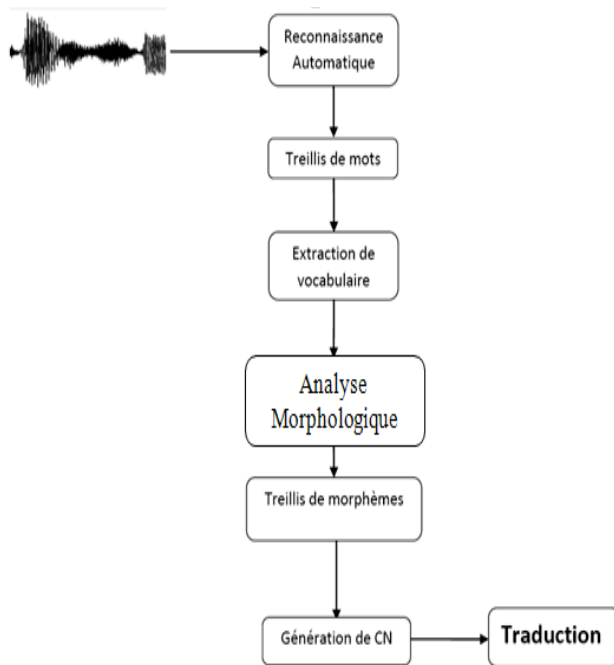 Reconnaissance
Automatique
Treillis de mots
Extraction de
vocabulaire
Analyse
Morphologique
Treillis de morphèmes
Génération de CN
Traduction